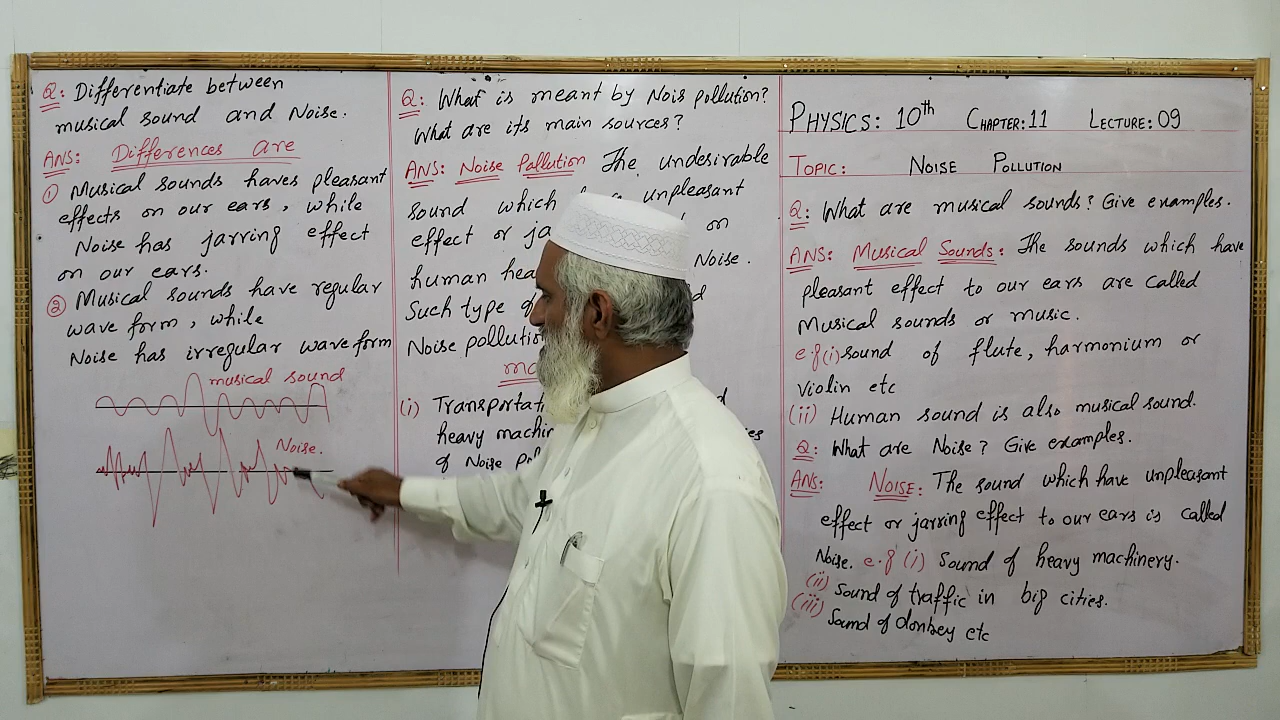 Q: Differentiate between
musical sound and Noise.
ANS: Differences are
① Musical sounds haves pleasant
effects on our ears, while
Noise has jarring effect
on our ears.
② Musical sounds have regular
wave form, while
Noise has irregular wave form
musical sound
Noise.
Q: What is meant by Nois pollution?
What are its main sources?
ANS: Noise Pallution The undesirable
sound which unpleasant
effect or on
human Noise.
Such type
Noise pollution
(i)
heavy
of Noise
PHYSICS: 10th CHAPTER:11 LECTURE:09
TOPIC: NOISE POLLUTION
Q: What are musical sounds? Give examples.
ANS: Musical Sounds: The sounds which have
pleasant effect to our ears are called
Musical sounds or music.
e.g (i) sound of flute, harmonium or
violin etc
(ii) Human sound is also musical sound.
Q: What are Noise? Give examples.
ANS: NOISE: The sound which have unpleasant
effect or jarring effect to our ears is called
Noise. e.g (i) Sound of heavy machinery.
(ii) Sound of traffic in big cities.
(iii) Sound of donkey etc